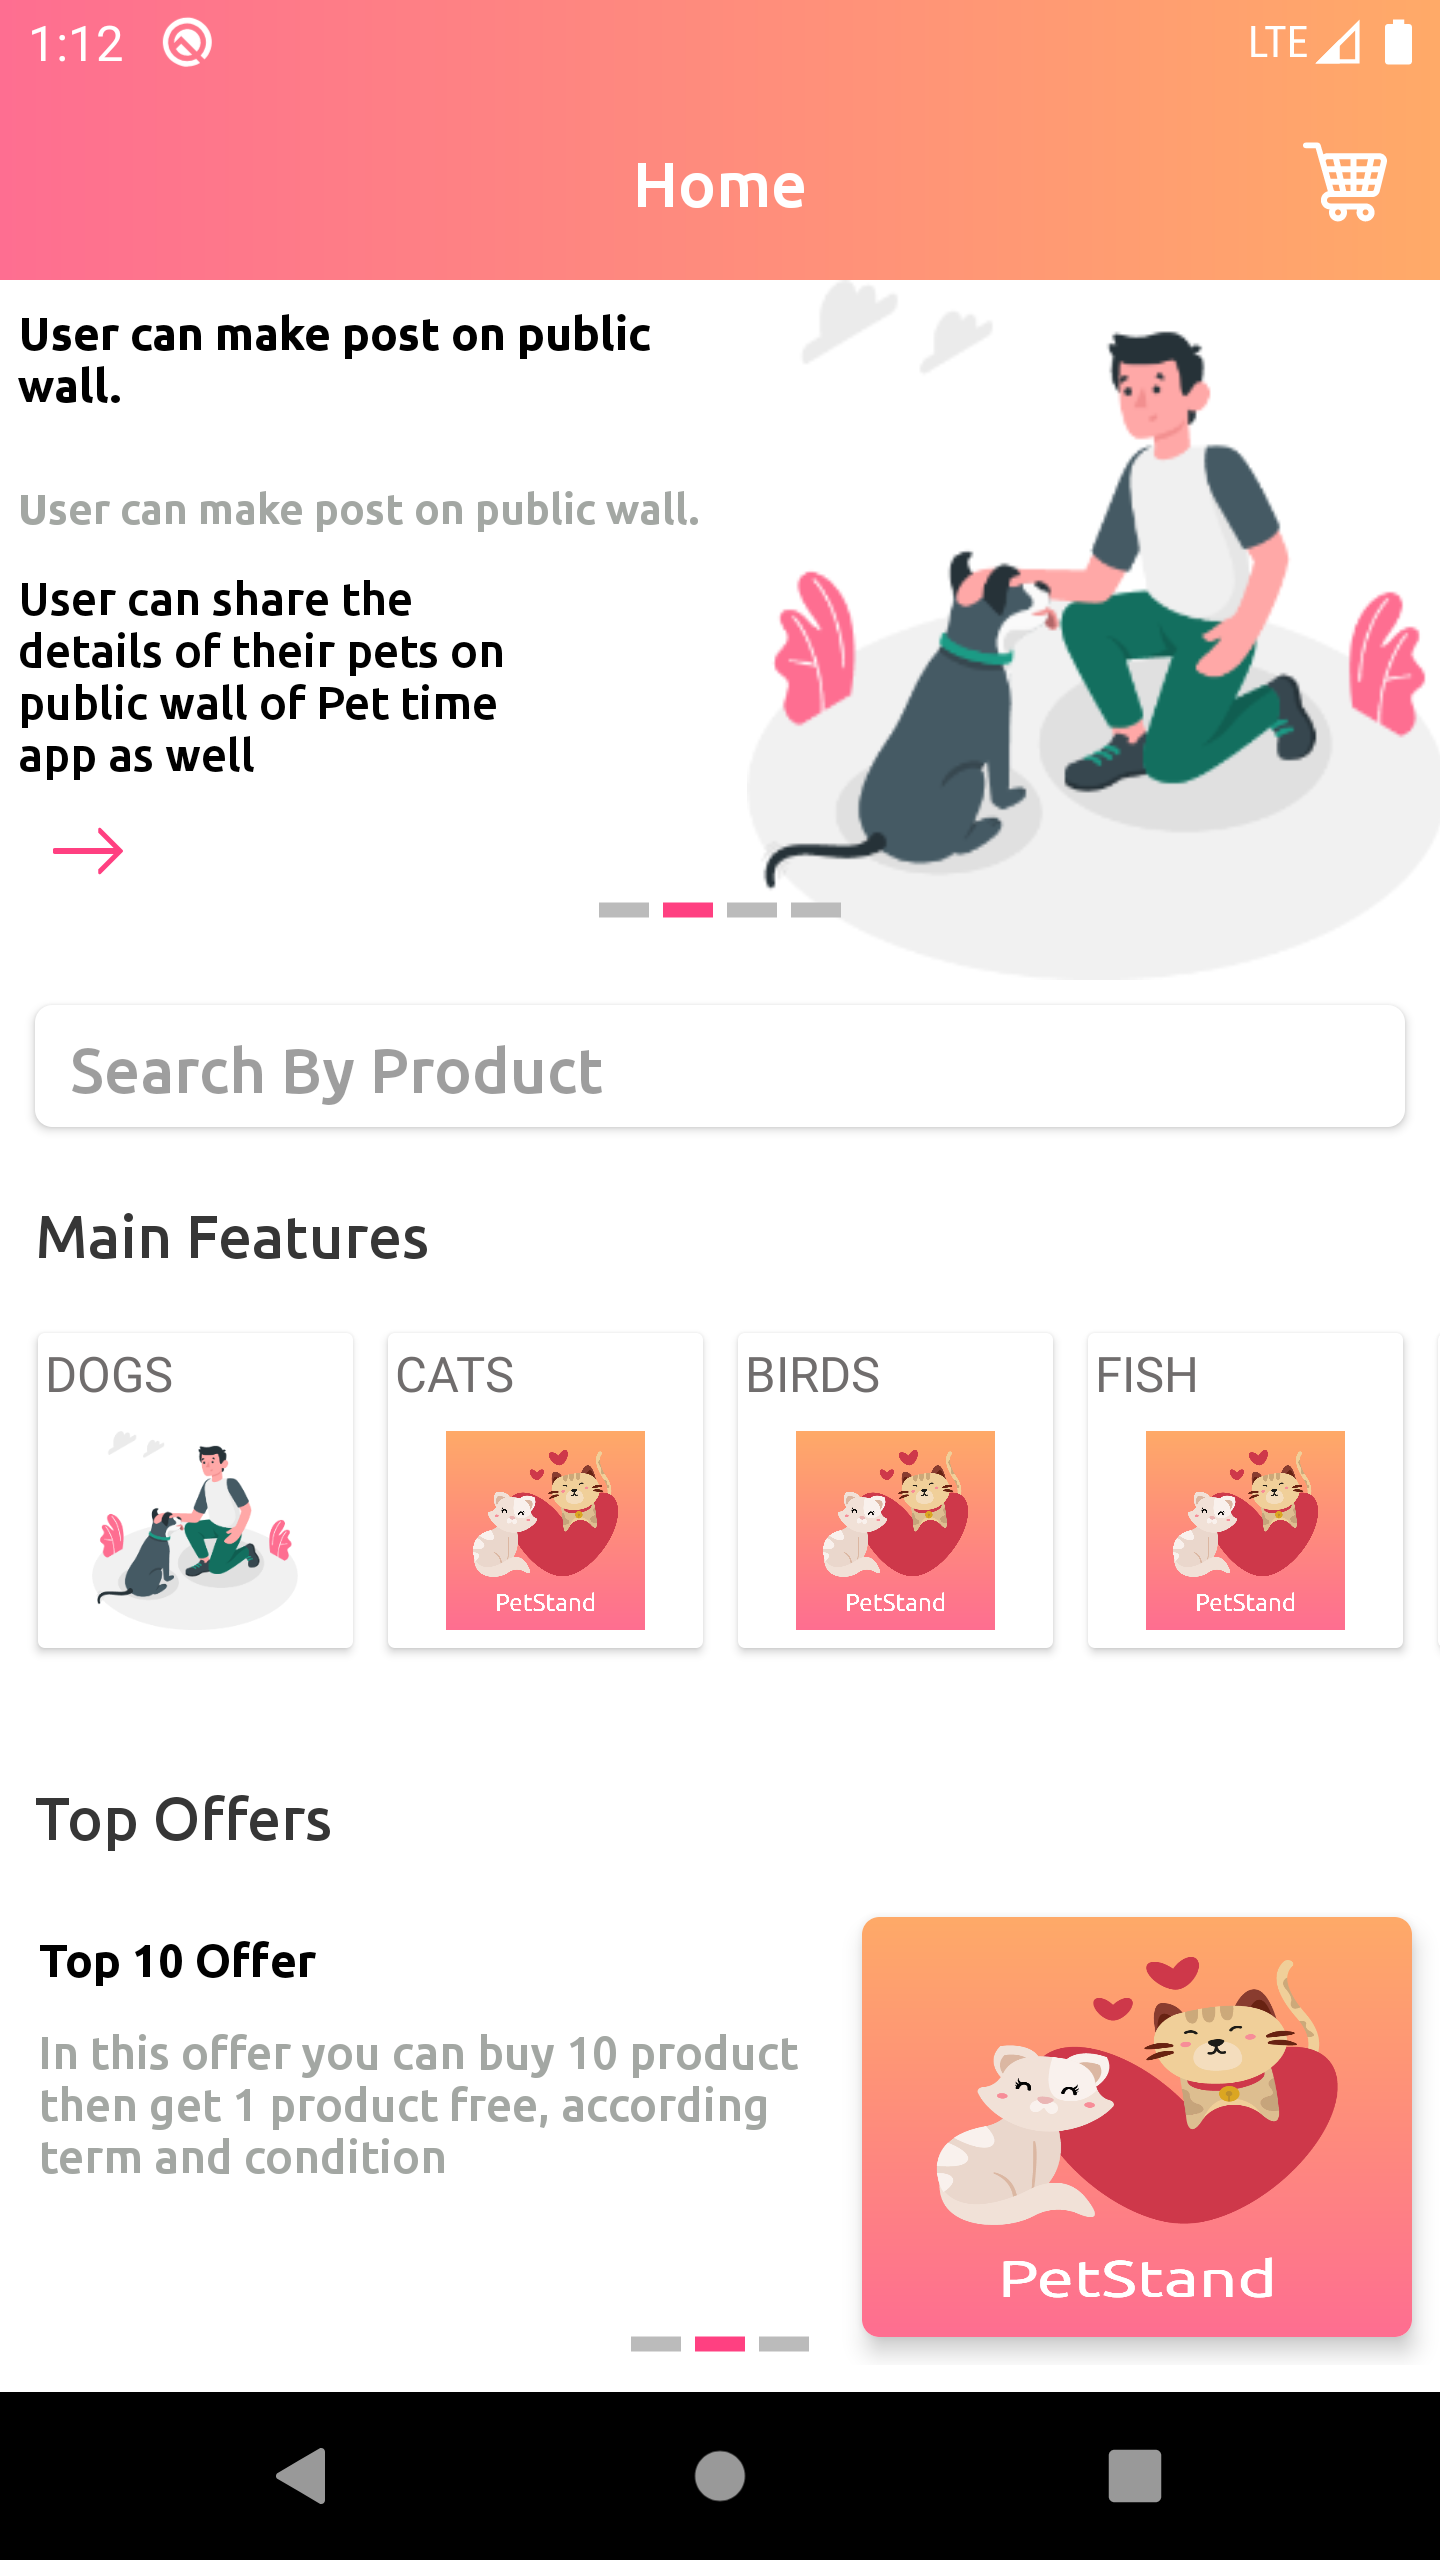 1:12
LTE
Home
User can make post on public
wall.
User can make post on public wall.
User can share the
details of their pets on
public wall of Pet time
app as well
Search By Product
Main Features
DOGS
CATS
BIRDS
FISH
PetStand
PetStand
PetStand
Top Offers
Top 10 Offer
In this offer you can buy 10 product
then get 1 product free, according
term and condition
PetStand